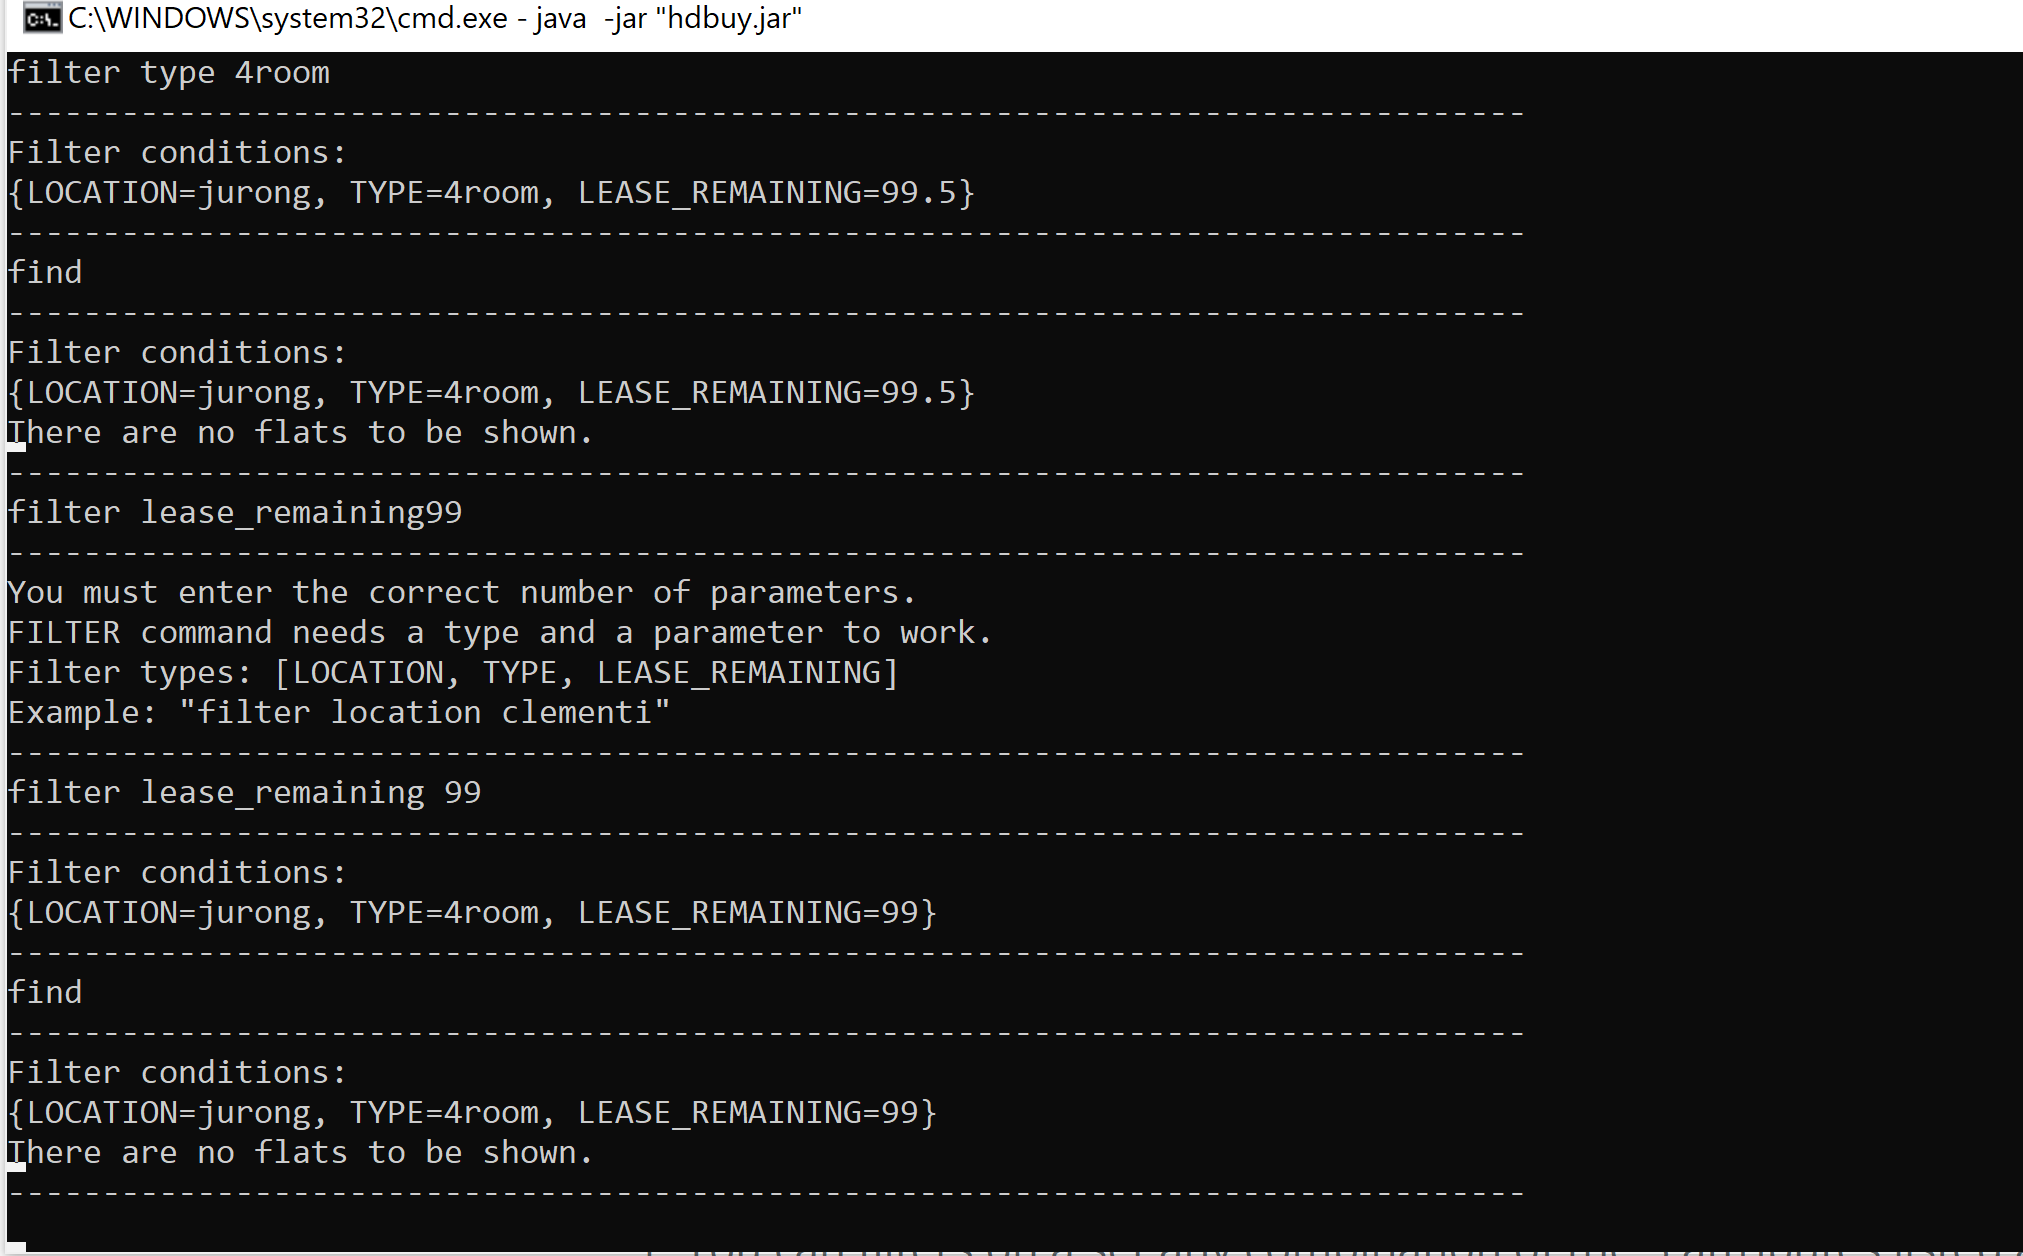 C:\WINDOWS\system32\cmd.exe - java  -jar "hdbuy.jar"
filter type 4room
--------------------------------------------------------------------------------
Filter conditions:
{LOCATION=jurong, TYPE=4room, LEASE_REMAINING=99.5}
--------------------------------------------------------------------------------
find
--------------------------------------------------------------------------------
Filter conditions:
{LOCATION=jurong, TYPE=4room, LEASE_REMAINING=99.5}
There are no flats to be shown.
--------------------------------------------------------------------------------
filter lease_remaining99
--------------------------------------------------------------------------------
You must enter the correct number of parameters.
FILTER command needs a type and a parameter to work.
Filter types: [LOCATION, TYPE, LEASE_REMAINING]
Example: "filter location clementi"
--------------------------------------------------------------------------------
filter lease_remaining 99
--------------------------------------------------------------------------------
Filter conditions:
{LOCATION=jurong, TYPE=4room, LEASE_REMAINING=99}
--------------------------------------------------------------------------------
find
--------------------------------------------------------------------------------
Filter conditions:
{LOCATION=jurong, TYPE=4room, LEASE_REMAINING=99}
There are no flats to be shown.
--------------------------------------------------------------------------------